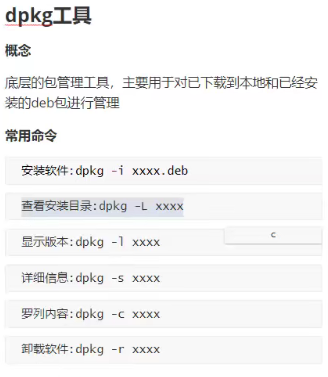 dpkg工具
概念
底层的包管理工具，主要用于对已下载到本地和已经安
装的deb包进行管理
常用命令
安装软件:dpkg -i xxxx.deb
查看安装目录:dpkg -L xxxx
c
显示版本:dpkg -l xxxx
详细信息:dpkg -s xxxx
罗列内容:dpkg -c xxxx
卸载软件:dpkg -r xxxx